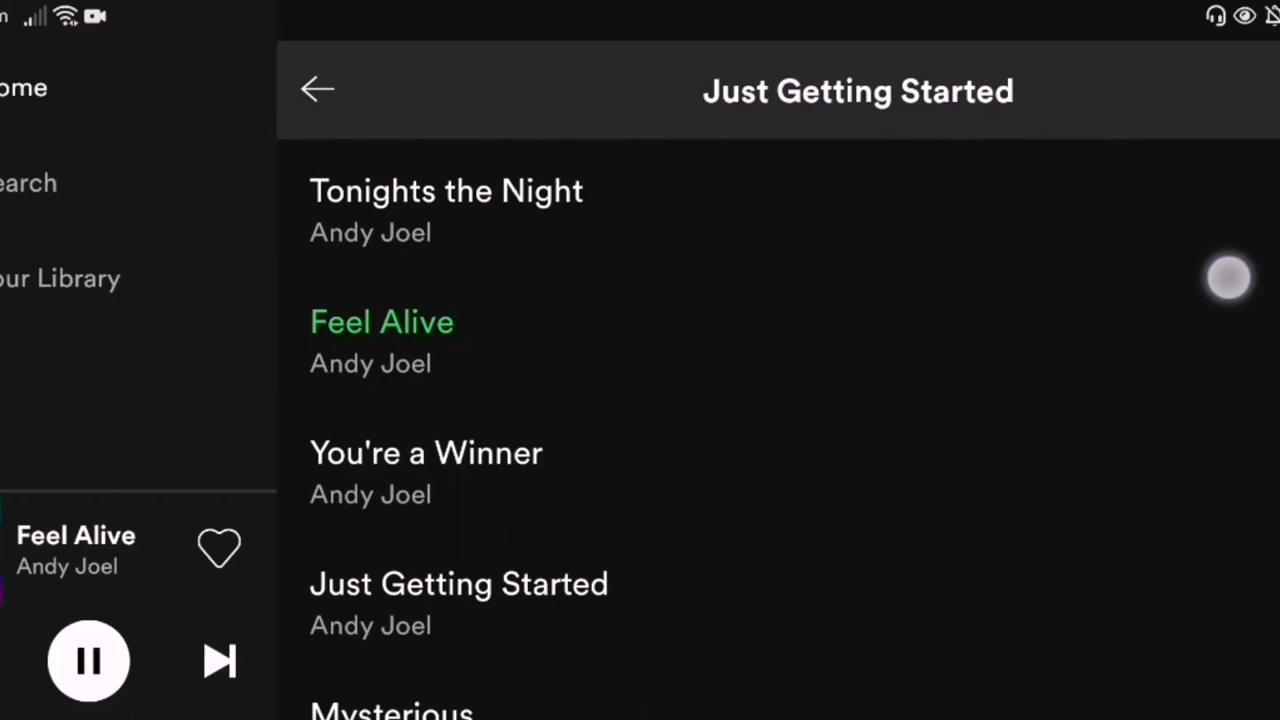 m
ome
earch
our Library
Feel Alive
Andy Joel
Just Getting Started
Tonights the Night
Andy Joel
Feel Alive
Andy Joel
You're a Winner
Andy Joel
Just Getting Started
Andy Joel
Mysterious